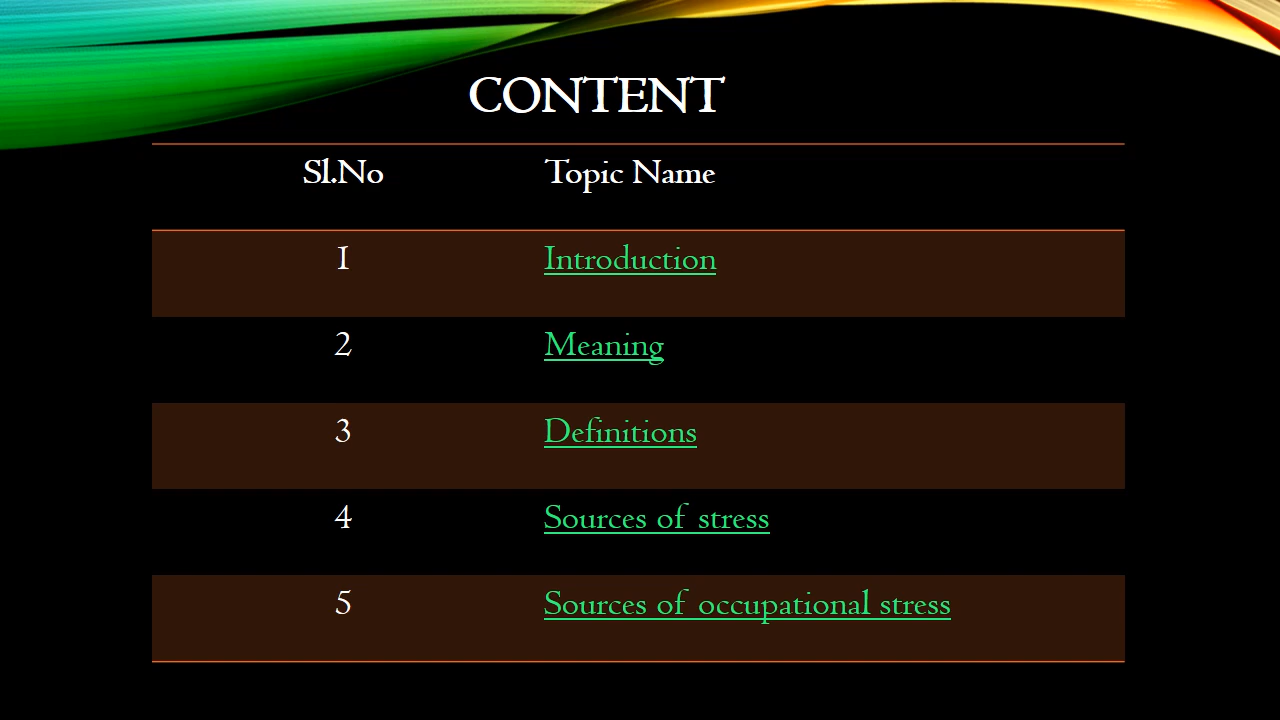 CONTENT
Sl.No Topic Name
1 Introduction
2 Meaning
3 Definitions
4 Sources of stress
5 Sources of occupational stress